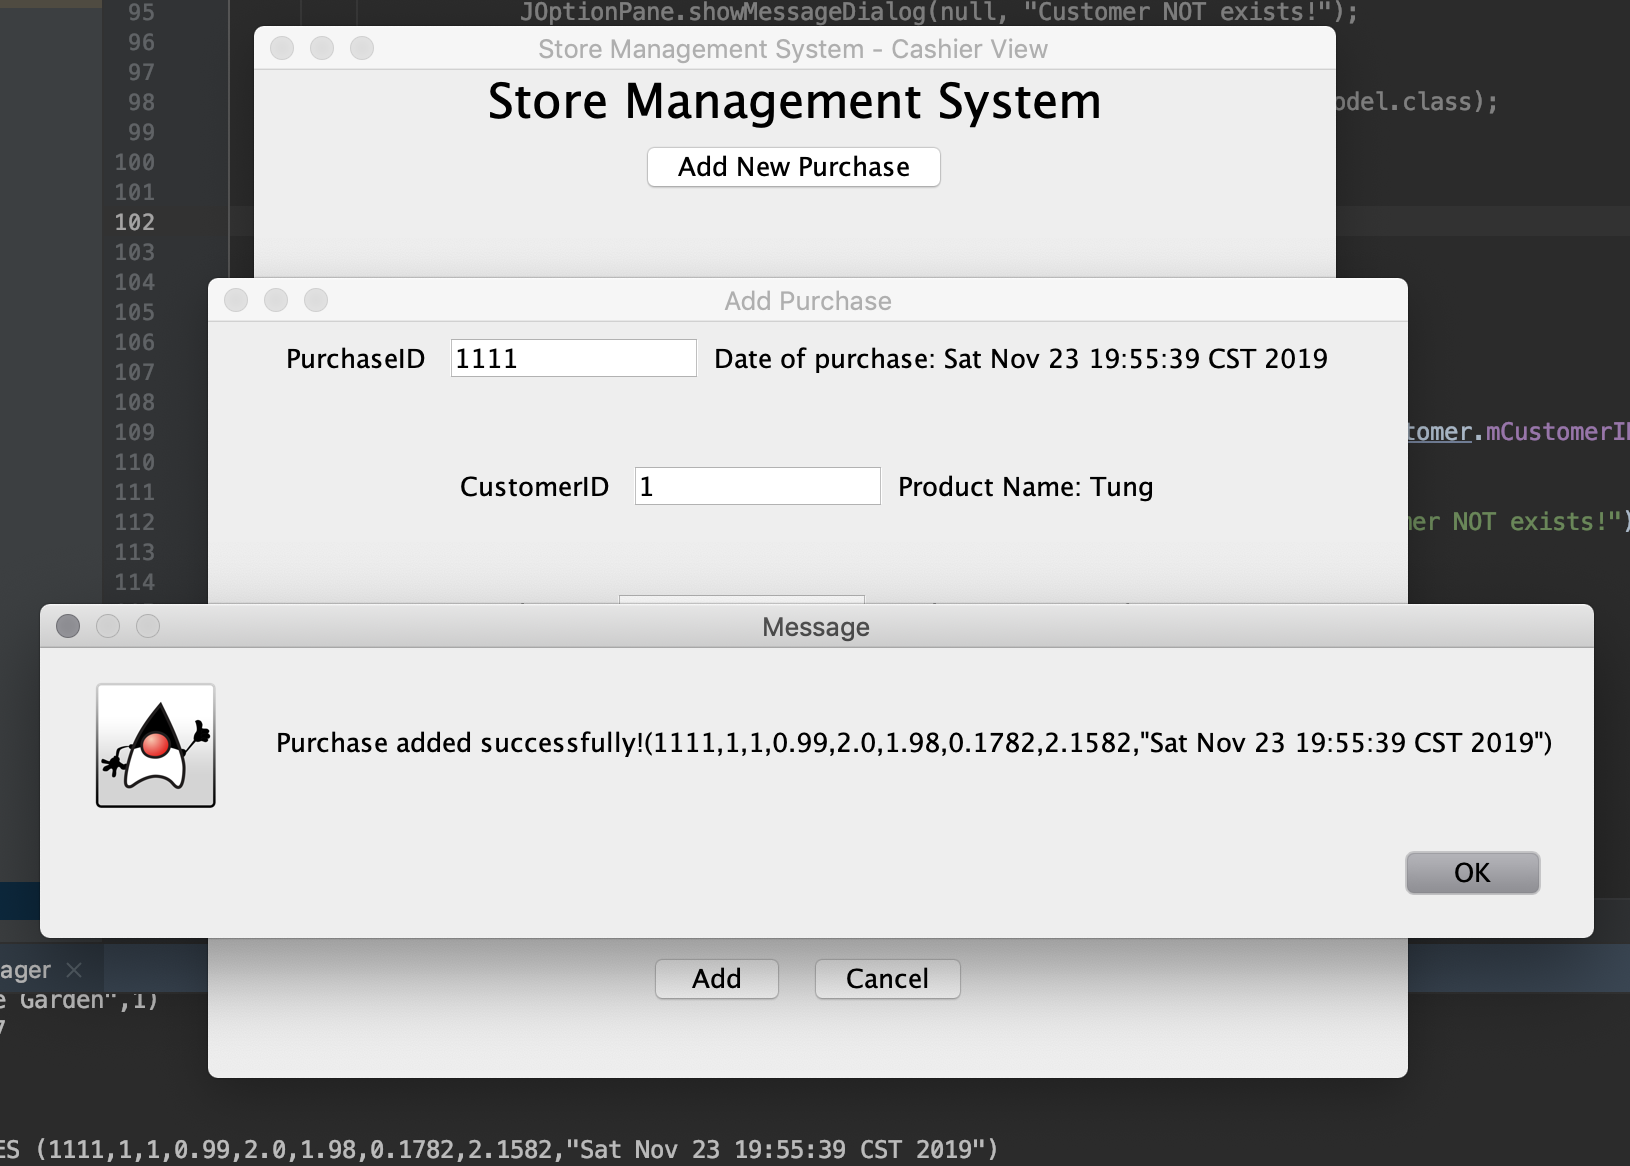 95
JOptionPane.showMessageDialog(null, "Customer NOT exists!");
96
Store Management System - Cashier View
97
Store Management System
98
odel.class);
99
100
Add New Purchase
101
102
103
104
Add Purchase
105
106
PurchaseID 1111 Date of purchase: Sat Nov 23 19:55:39 CST 2019
107
108
109
tomer.mCustomerI
110
111
CustomerID 1 Product Name: Tung
112
ner NOT exists!")
113
114
Message
Purchase added successfully!(1111,1,1,0.99,2.0,1.98,0.1782,2.1582,"Sat Nov 23 19:55:39 CST 2019")
OK
ager
Add Cancel
e Garden",1)
ES (1111,1,1,0.99,2.0,1.98,0.1782,2.1582,"Sat Nov 23 19:55:39 CST 2019")